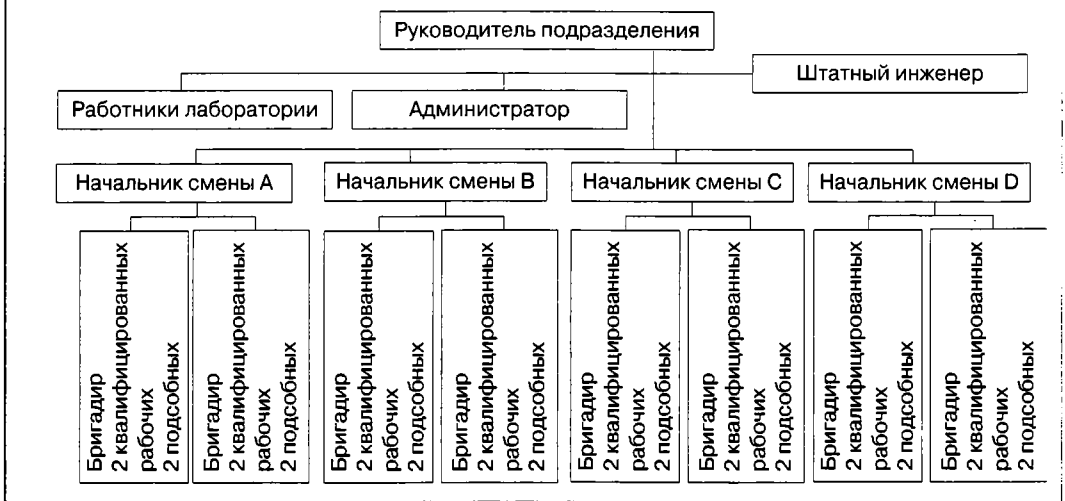 Руководитель подразделения
Штатный инженер
Работники лаборатории
Администратор
Начальник смены A
Начальник смены B
Начальник смены C
Начальник смены D
Бригадир
2 квалифицированных
рабочих
2 подсобных
Бригадир
2 квалифицированных
рабочих
2 подсобных
Бригадир
2 квалифицированных
рабочих
2 подсобных
Бригадир
2 квалифицированных
рабочих
2 подсобных
Бригадир
2 квалифицированных
рабочих
2 подсобных
Бригадир
2 квалифицированных
рабочих
2 подсобных
Бригадир
2 квалифицированных
рабочих
2 подсобных
Бригадир
2 квалифицированных
рабочих
2 подсобных